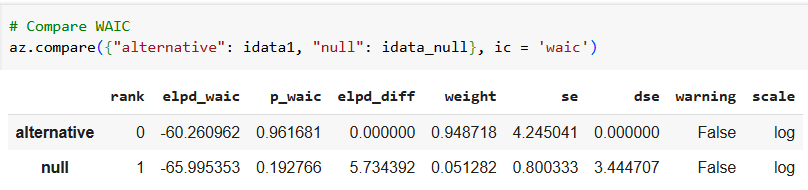 # Compare WAIC
az.compare({"alternative": idata1, "null": idata_null}, ic = 'waic')
rank elpd_waic p_waic elpd_diff weight se dse warning scale
alternative 0 -60.260962 0.961681 0.000000 0.948718 4.245041 0.000000 False log
null 1 -65.995353 0.192766 5.734392 0.051282 0.800333 3.444707 False log